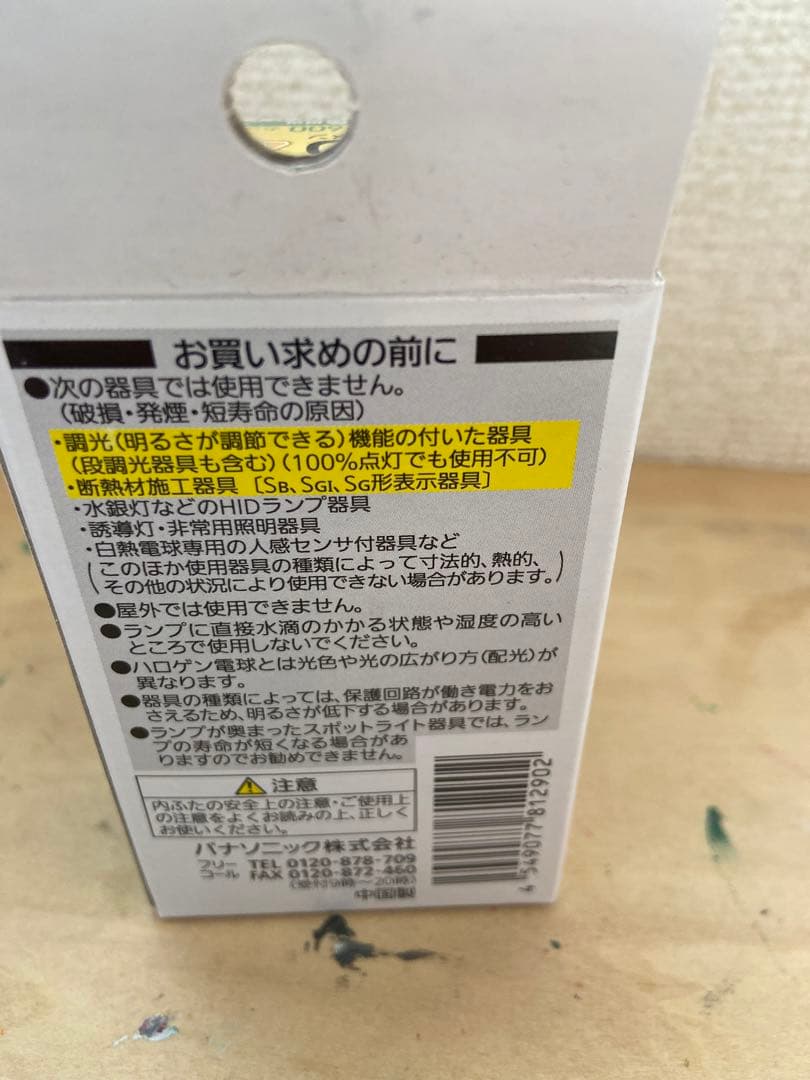 お買い求めの前に
●次の器具では使用できません。
(破損・発煙・短寿命の原因)
・調光(明るさが調節できる)機能の付いた器具
(段調光器具も含む)(100%点灯でも使用不可)
・断熱材施工器具 [SB、SGI、SG形表示器具]
・水銀灯などのHIDランプ器具
・誘導灯・非常用照明器具
・白熱電球専用の人感センサ付器具など
(このほか使用器具の種類によって寸法的、熱的、
その他の状況により使用できない場合があります。)
●屋外では使用できません。
●ランプに直接水滴のかかる状態や湿度の高い
ところで使用しないでください。
●ハロゲン電球とは光色や光の広がり方(配光)が
異なります。
●器具の種類によっては、保護回路が働き電力をお
さえるため、明るさが低下する場合があります。
●ランプが奥まったスポットライト器具では、ラン
プの寿命が短くなる場合があ
りますのでお勧めできません。
注意
内ふたの安全上の注意・ご使用上
の注意をよくお読みの上、正しく
お使いください。
パナソニック株式会社
フリー TEL 0120-878-709
コール FAX 0120-872-460
(受付9時〜20時)
中国製
4 549077 812902